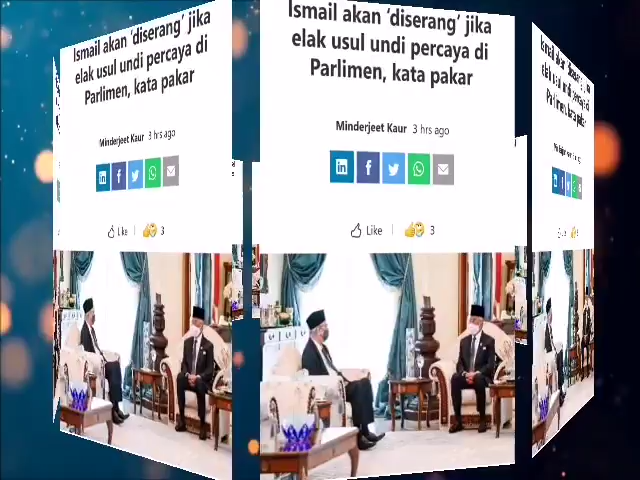 Ismail akan ‘diserang’ jika
elak usul undi percaya di
Parlimen, kata pakar
Minderjeet Kaur 3 hrs ago
Like 3
Ismail akan ‘diserang’ jika
elak usul undi percaya di
Parlimen, kata pakar
Minderjeet Kaur 3 hrs ago
in f
Like 3